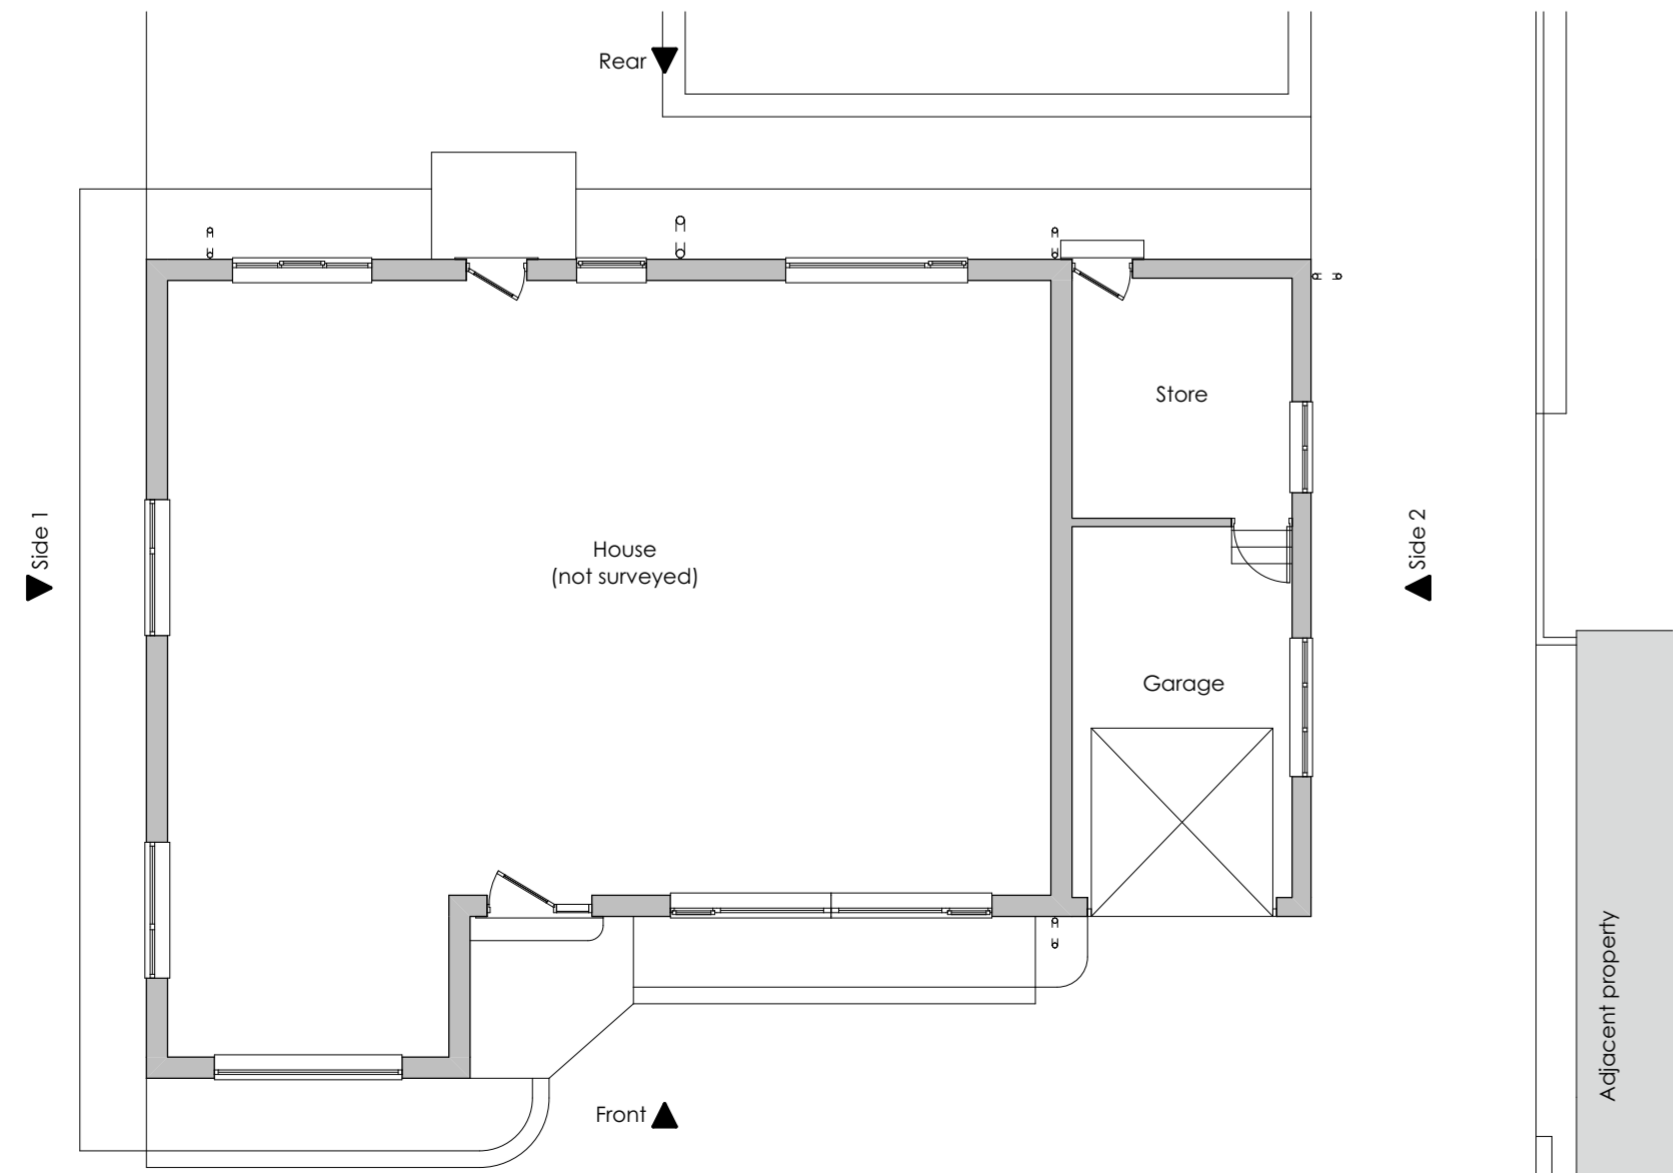 Rear
Store
Side 1
House
(not surveyed)
Side 2
Garage
Adjacent property
Front